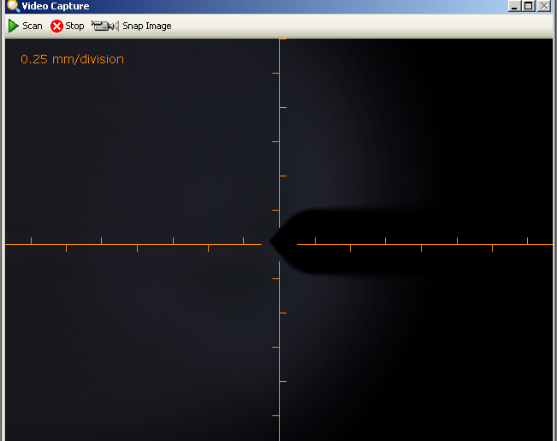 Video Capture
Scan Stop Snap Image
0.25 mm/division